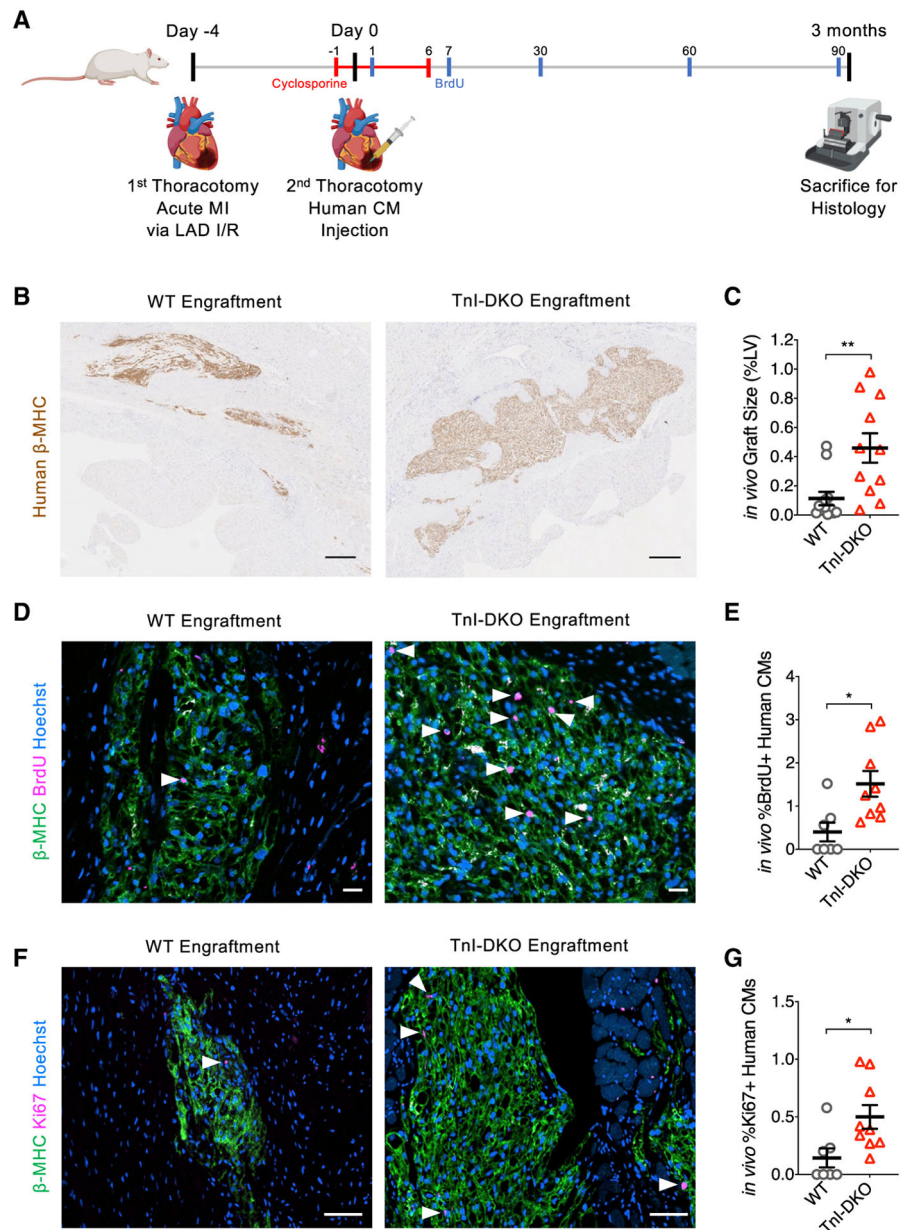 A
Day -4
Day 0
3 months
-1 1 6 7 30 60 90
Cyclosporine
BrdU
1st Thoracotomy
Acute MI
via LAD I/R
2nd Thoracotomy
Human CM
Injection
Sacrifice for
Histology
B
WT Engraftment
TnI-DKO Engraftment
Human β-MHC
C
in vivo Graft Size (%LV)
1.2
1.0
0.8
0.6
0.4
0.2
0.0
**
WT
TnI-DKO
D
WT Engraftment
TnI-DKO Engraftment
β-MHC BrdU Hoechst
E
in vivo %BrdU+ Human CMs
4
3
2
1
0
*
WT
TnI-DKO
F
WT Engraftment
TnI-DKO Engraftment
β-MHC Ki67 Hoechst
G
in vivo %Ki67+ Human CMs
1.5
1.0
0.5
0.0
*
WT
TnI-DKO